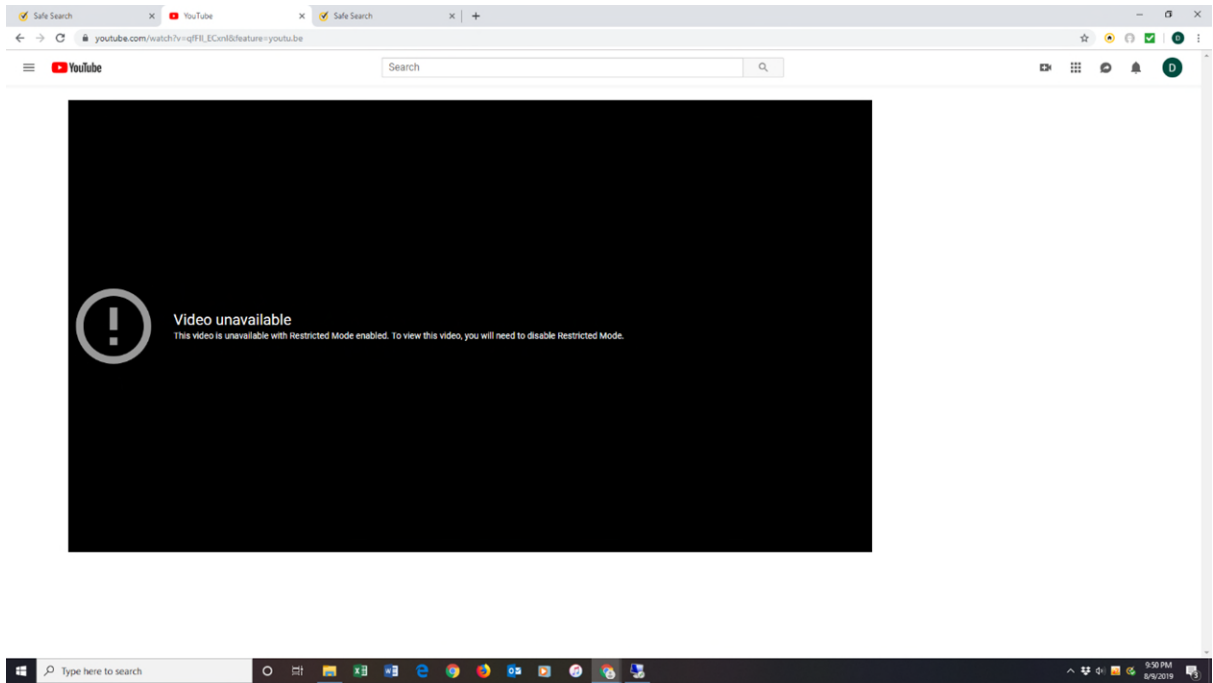 Safe Search
YouTube
Safe Search
youtube.com/watch?v=qfFll_ECxnI&feature=youtu.be
YouTube
Search
D
Video unavailable
This video is unavailable with Restricted Mode enabled. To view this video, you will need to disable Restricted Mode.
Type here to search
9:50 PM
8/9/2019